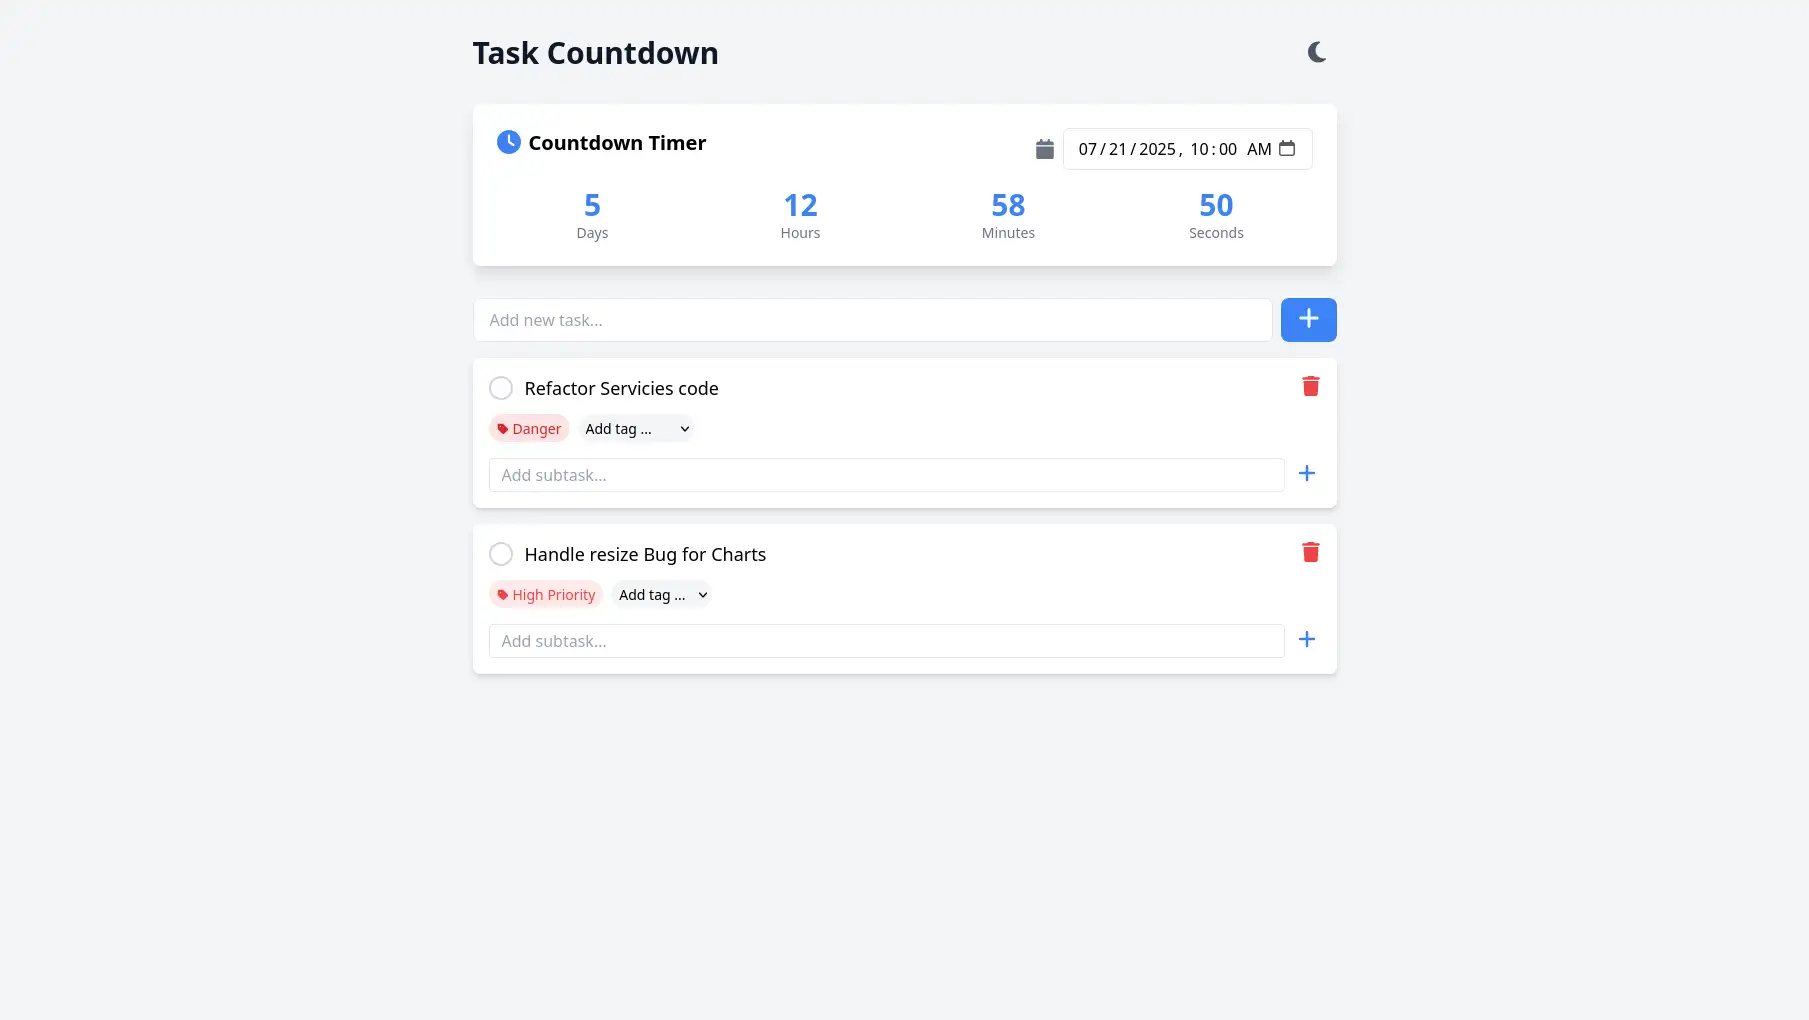 Task Countdown
Countdown Timer
07/21/2025, 10:00 AM
5 12 58 50
Days Hours Minutes Seconds
Add new task...
Refactor Servicies code
Danger Add tag ...
Add subtask...
Handle resize Bug for Charts
High Priority Add tag ...
Add subtask...